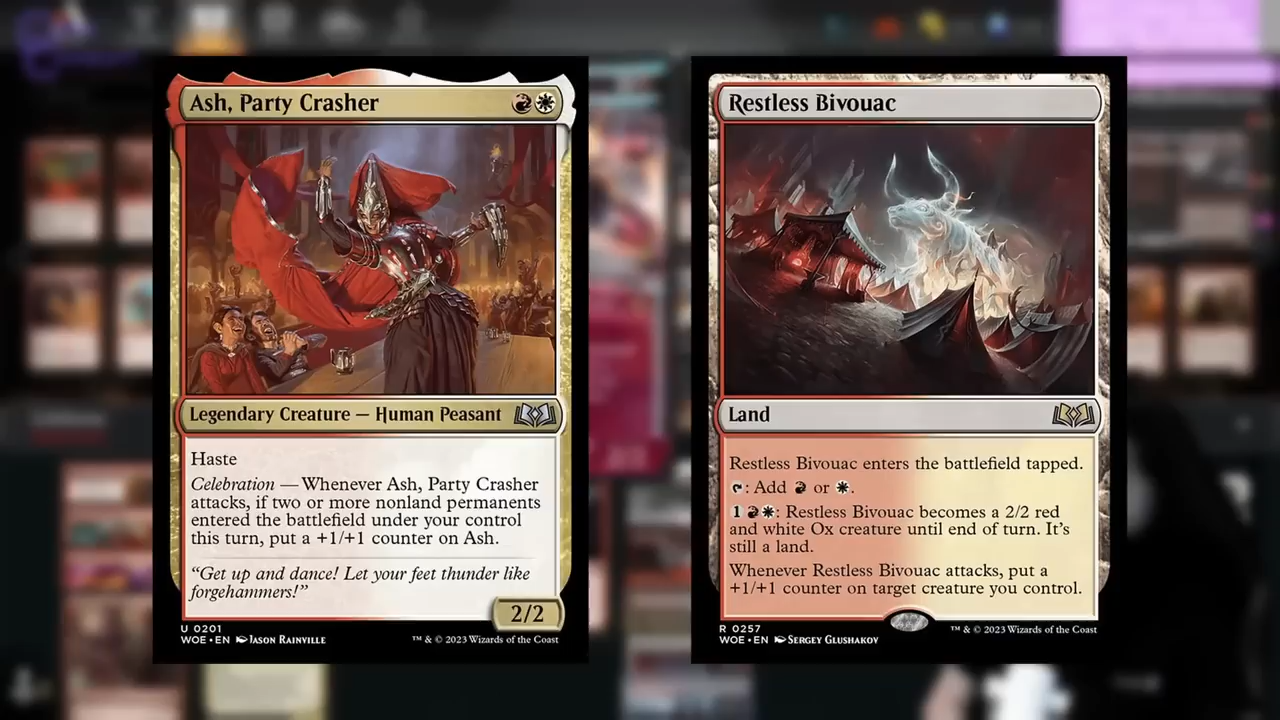 Ash, Party Crasher
Legendary Creature — Human Peasant
Haste
Celebration — Whenever Ash, Party Crasher
attacks, if two or more nonland permanents
entered the battlefield under your control
this turn, put a +1/+1 counter on Ash.
“Get up and dance! Let your feet thunder like
forgehammers!”
2/2
U 0201
WOE • EN Jason Rainville
™ & © 2023 Wizards of the Coast
Restless Bivouac
Land
Restless Bivouac enters the battlefield tapped.
: Add or .
1 : Restless Bivouac becomes a 2/2 red
and white Ox creature until end of turn. It’s
still a land.
Whenever Restless Bivouac attacks, put a
+1/+1 counter on target creature you control.
R 0257
WOE • EN Sergey Glushakov
™ & © 2023 Wizards of the Coast